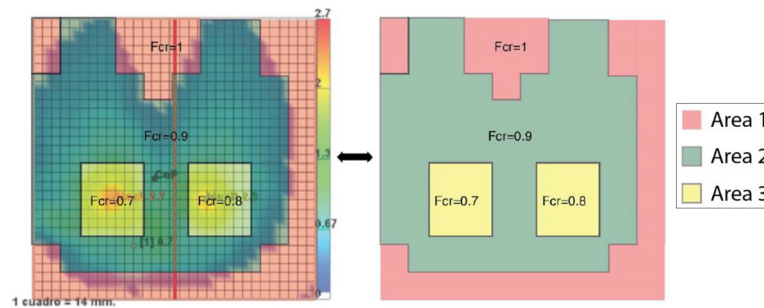 2.7
2
1.3
0.67
Fcr=1
Fcr=0.9
CoP
Fcr=0.7
Fcr=0.8
[1] 0.7
1 cuadro = 14 mm.
Fcr=1
Fcr=0.9
Fcr=0.7
Fcr=0.8
Area 1
Area 2
Area 3